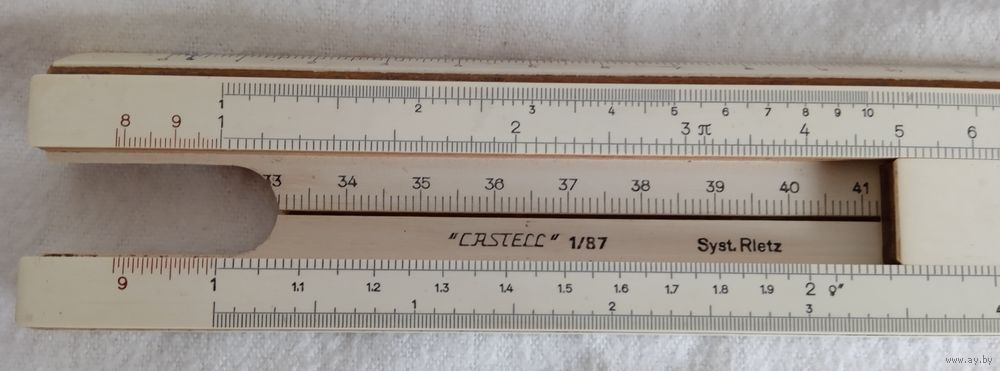 1 2 3 4 5 6 7 8 9 10
8 9 1 2 3 π 4 5 6
33 34 35 36 37 38 39 40 41
"CASTELL" 1/87 Syst. Rietz
9 1 1.1 1.2 1.3 1.4 1.5 1.6 1.7 1.8 1.9 2 ϱ"
1 2 3 4
www.ay.by